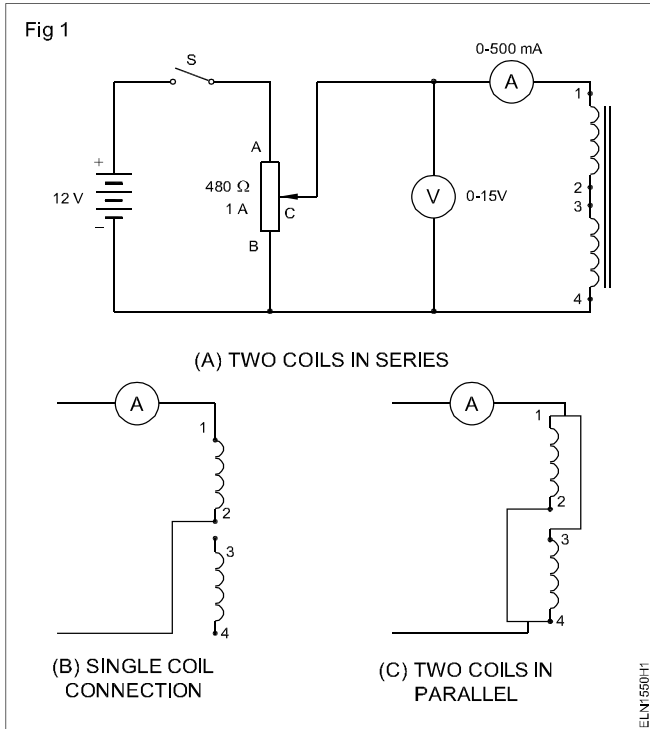 Fig 1
0-500 mA
S
A
1
A
+
480 Ω
2
12 V
1 A
C
V
0-15V
3
–
B
4
(A) TWO COILS IN SERIES
A
A
1
1
2
2
3
3
4
4
(B) SINGLE COIL
CONNECTION
(C) TWO COILS IN
PARALLEL
ELN1550H1